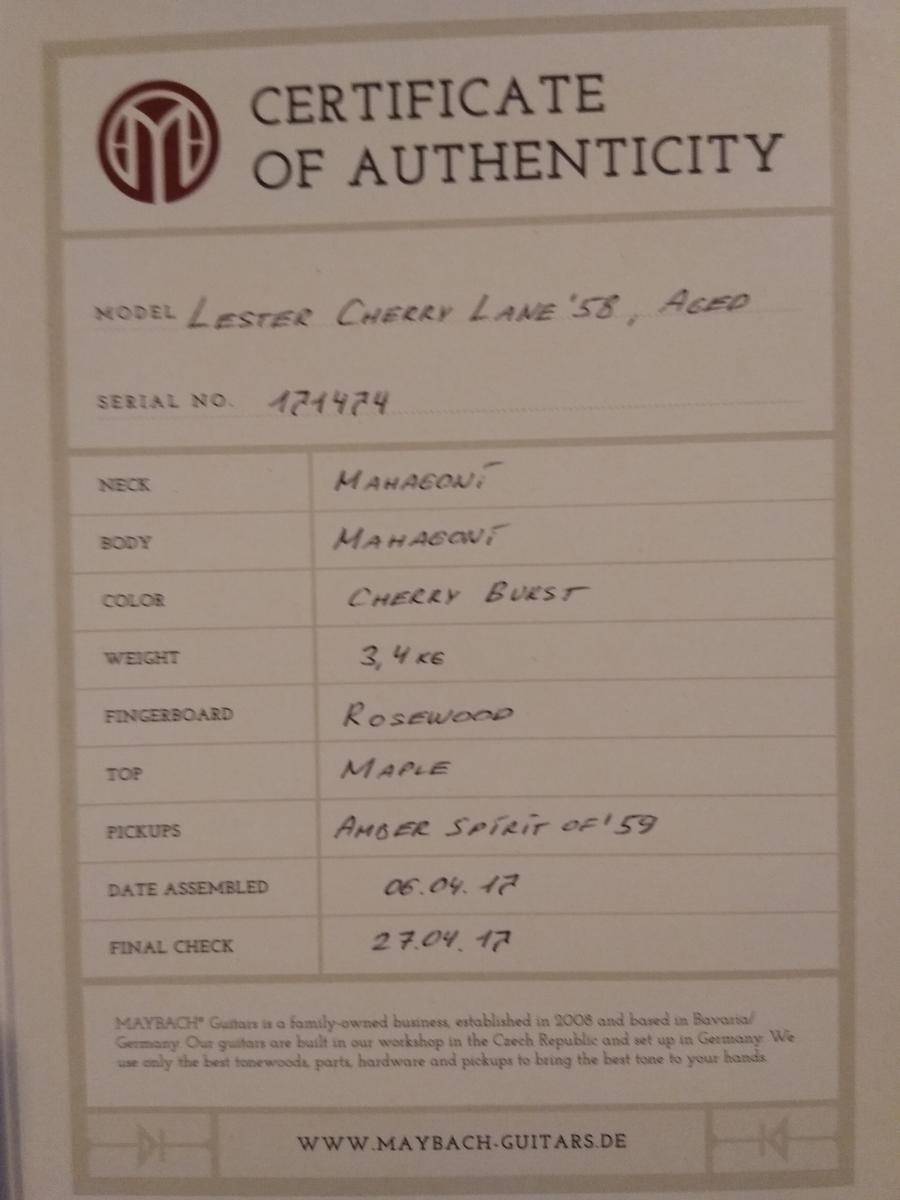 CERTIFICATE
OF AUTHENTICITY
MODEL LESTER CHERRY LANE '58, AGED
SERIAL NO. 171474
NECK MAHAGONI
BODY MAHAGONI
COLOR CHERRY BURST
WEIGHT 3,4 KG
FINGERBOARD ROSEWOOD
TOP MAPLE
PICKUPS AMBER SPIRIT OF '59
DATE ASSEMBLED 06.04.17
FINAL CHECK 27.04.17
MAYBACH® Guitars is a family-owned business, established in 2008 and based in Bavaria/
Germany. Our guitars are built in our workshop in the Czech Republic and set up in Germany. We
use only the best tonewoods, parts, hardware and pickups to bring the best tone to your hands.
WWW.MAYBACH-GUITARS.DE